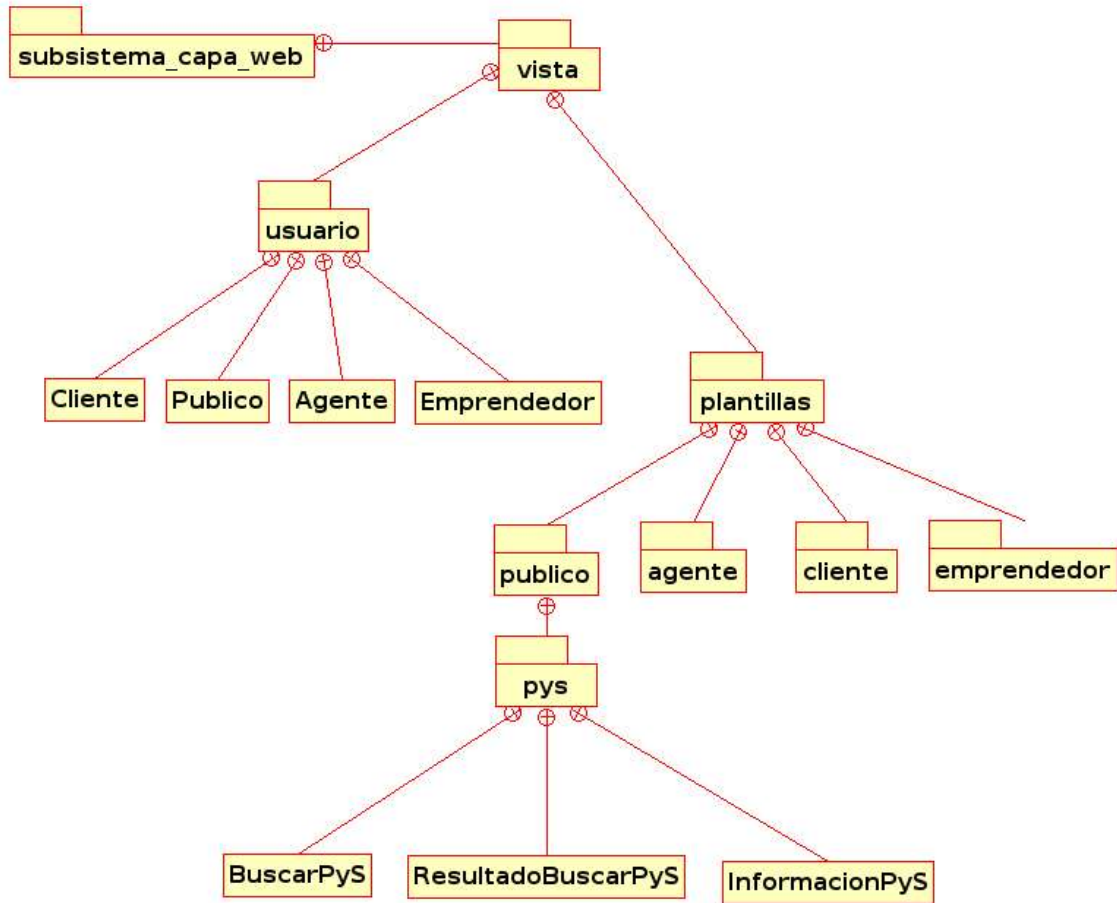 subsistema_capa_web
vista
usuario
Cliente
Publico
Agente
Emprendedor
plantillas
publico
agente
cliente
emprendedor
pys
BuscarPyS
ResultadoBuscarPyS
InformacionPyS